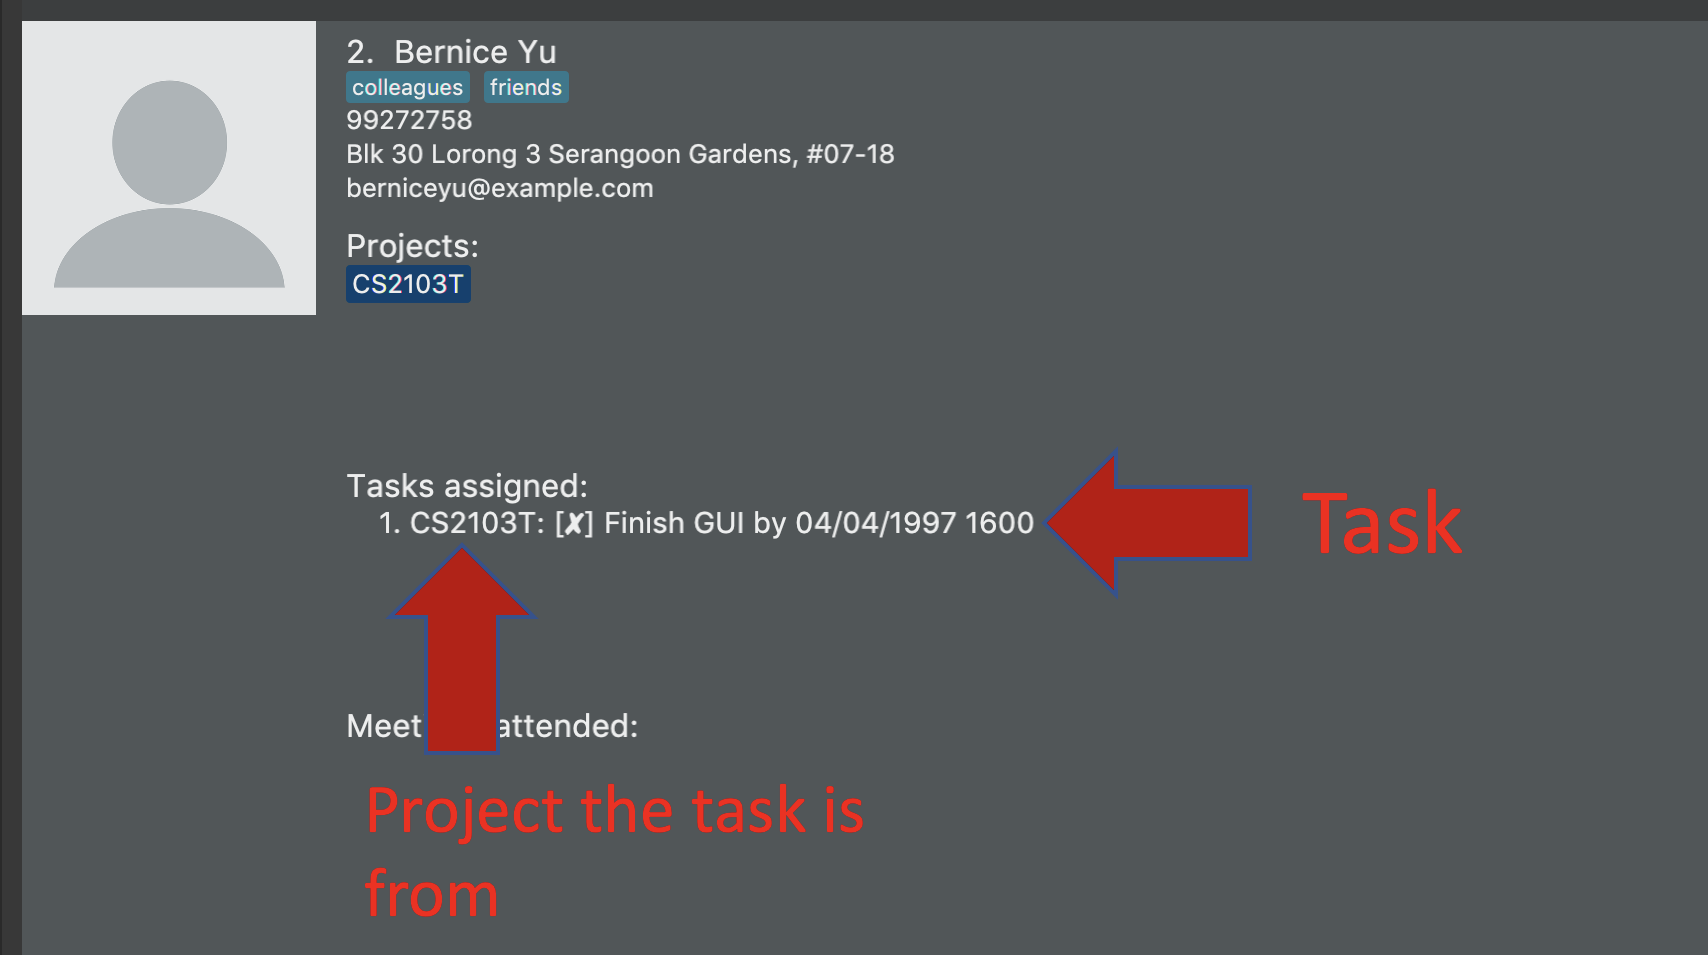 2. Bernice Yu
colleagues friends
99272758
Blk 30 Lorong 3 Serangoon Gardens, #07-18
berniceyu@example.com
Projects:
CS2103T
Tasks assigned:
1. CS2103T: [✘] Finish GUI by 04/04/1997 1600
Task
Meet attended:
Project the task is
from